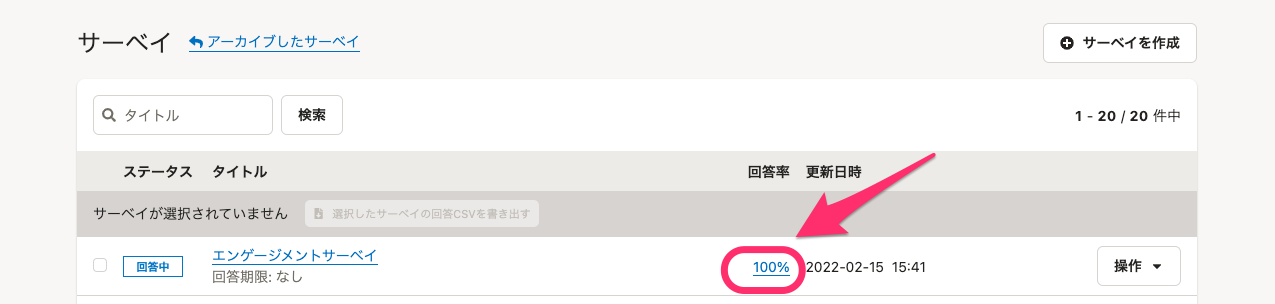 サーベイ アーカイブしたサーベイ サーベイを作成
タイトル 検索 1 - 20 / 20 件中
ステータス タイトル 回答率 更新日時
サーベイが選択されていません 選択したサーベイの回答CSVを書き出す
回答中 エンゲージメントサーベイ 100% 2022-02-15 15:41 操作
回答期限: なし